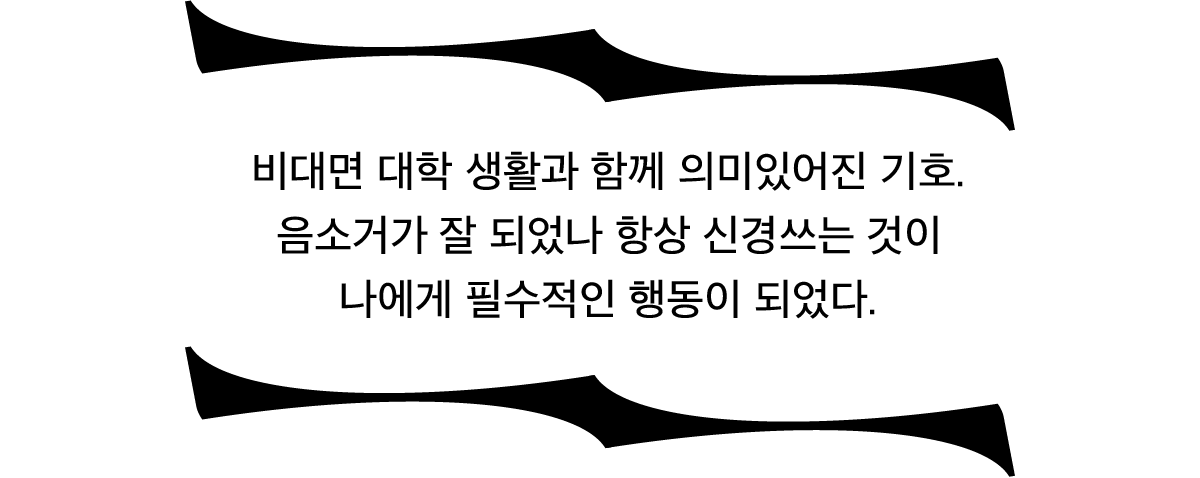 비대면 대학 생활과 함께 의미있어진 기호.
음소거가 잘 되었나 항상 신경쓰는 것이
나에게 필수적인 행동이 되었다.